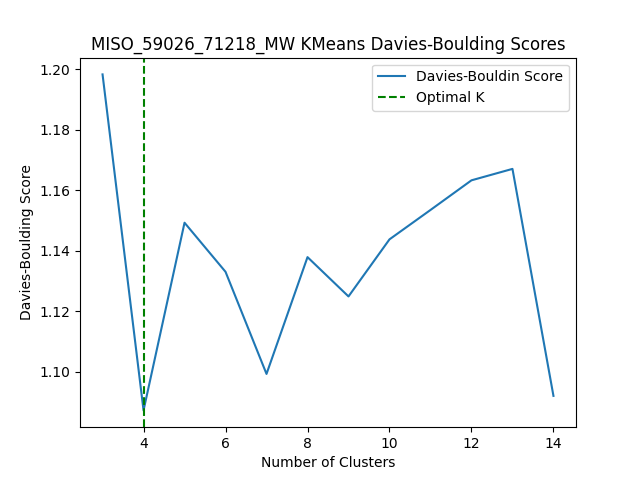 MISO_59026_71218_MW KMeans Davies-Boulding Scores
Davies-Bouldin Score
Optimal K
Davies-Boulding Score
1.20
1.18
1.16
1.14
1.12
1.10
4 6 8 10 12 14
Number of Clusters